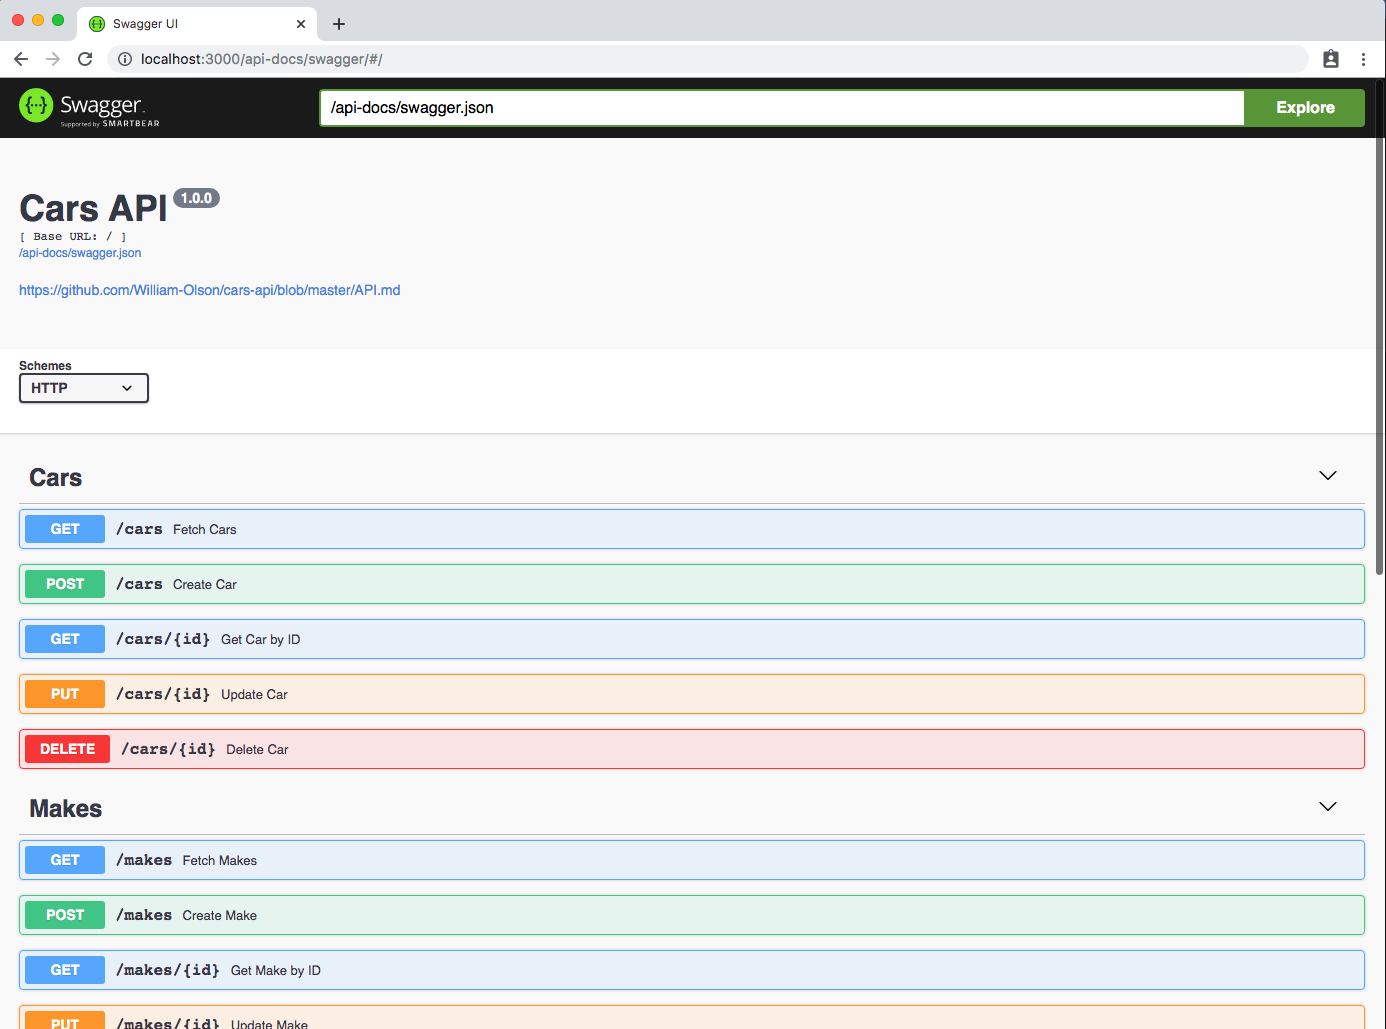 Swagger UI
localhost:3000/api-docs/swagger/#/
{··} Swagger
Supported by SMARTBEAR
/api-docs/swagger.json
Explore
Cars API 1.0.0
[ Base URL: / ]
/api-docs/swagger.json
https://github.com/William-Olson/cars-api/blob/master/API.md
Schemes
HTTP
Cars
GET /cars Fetch Cars
POST /cars Create Car
GET /cars/{id} Get Car by ID
PUT /cars/{id} Update Car
DELETE /cars/{id} Delete Car
Makes
GET /makes Fetch Makes
POST /makes Create Make
GET /makes/{id} Get Make by ID
PUT /makes/{id} Update Make